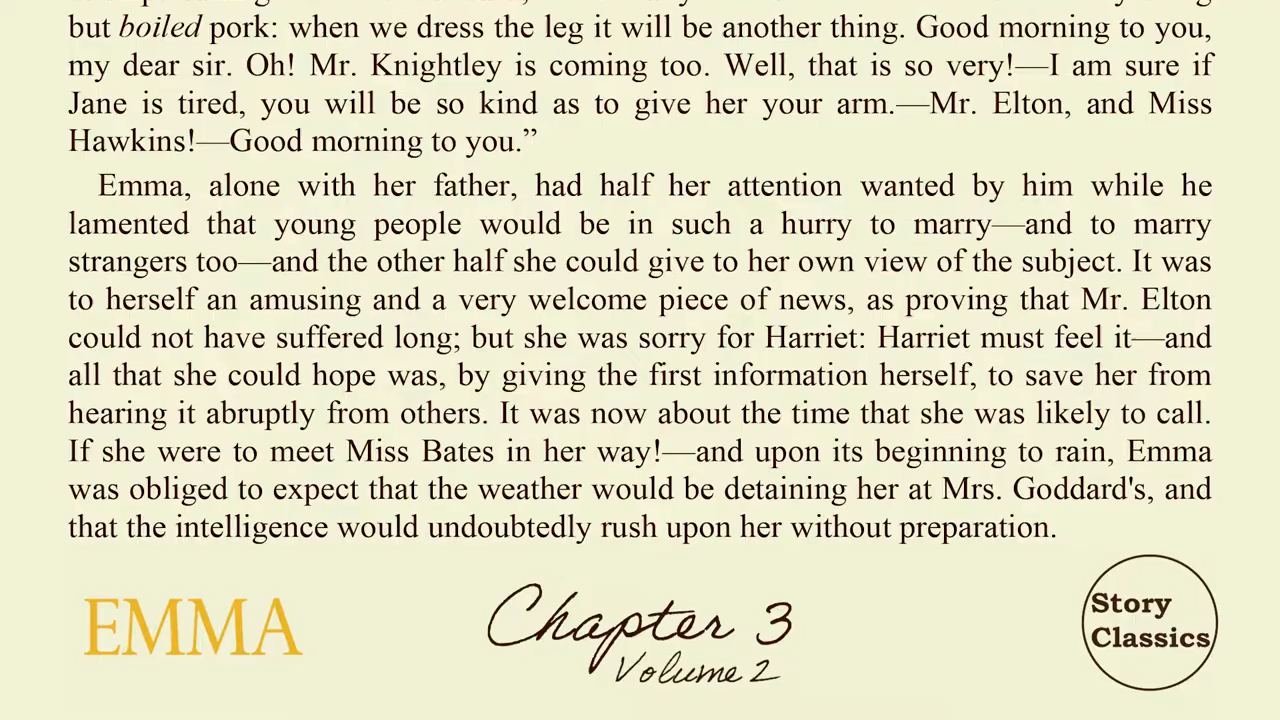 but boiled pork: when we dress the leg it will be another thing. Good morning to you,
my dear sir. Oh! Mr. Knightley is coming too. Well, that is so very!—I am sure if
Jane is tired, you will be so kind as to give her your arm.—Mr. Elton, and Miss
Hawkins!—Good morning to you.”
Emma, alone with her father, had half her attention wanted by him while he
lamented that young people would be in such a hurry to marry—and to marry
strangers too—and the other half she could give to her own view of the subject. It was
to herself an amusing and a very welcome piece of news, as proving that Mr. Elton
could not have suffered long; but she was sorry for Harriet: Harriet must feel it—and
all that she could hope was, by giving the first information herself, to save her from
hearing it abruptly from others. It was now about the time that she was likely to call.
If she were to meet Miss Bates in her way!—and upon its beginning to rain, Emma
was obliged to expect that the weather would be detaining her at Mrs. Goddard's, and
that the intelligence would undoubtedly rush upon her without preparation.
EMMA
Chapter 3
Volume 2
Story
Classics